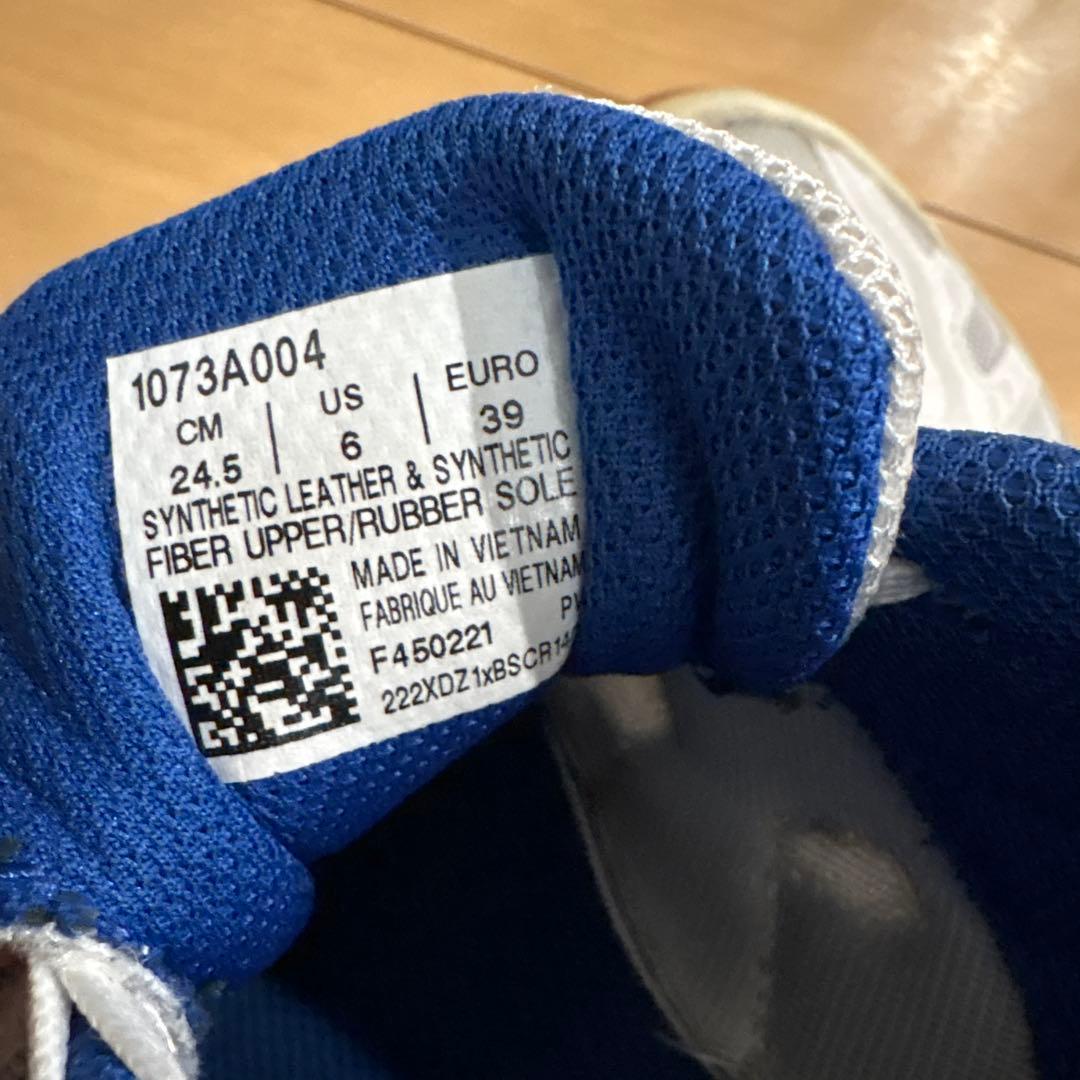 1073A004
CM | US | EURO
24.5 | 6 | 39
SYNTHETIC LEATHER & SYNTHETIC
FIBER UPPER/RUBBER SOLE
MADE IN VIETNAM
FABRIQUE AU VIETNAM
F450221